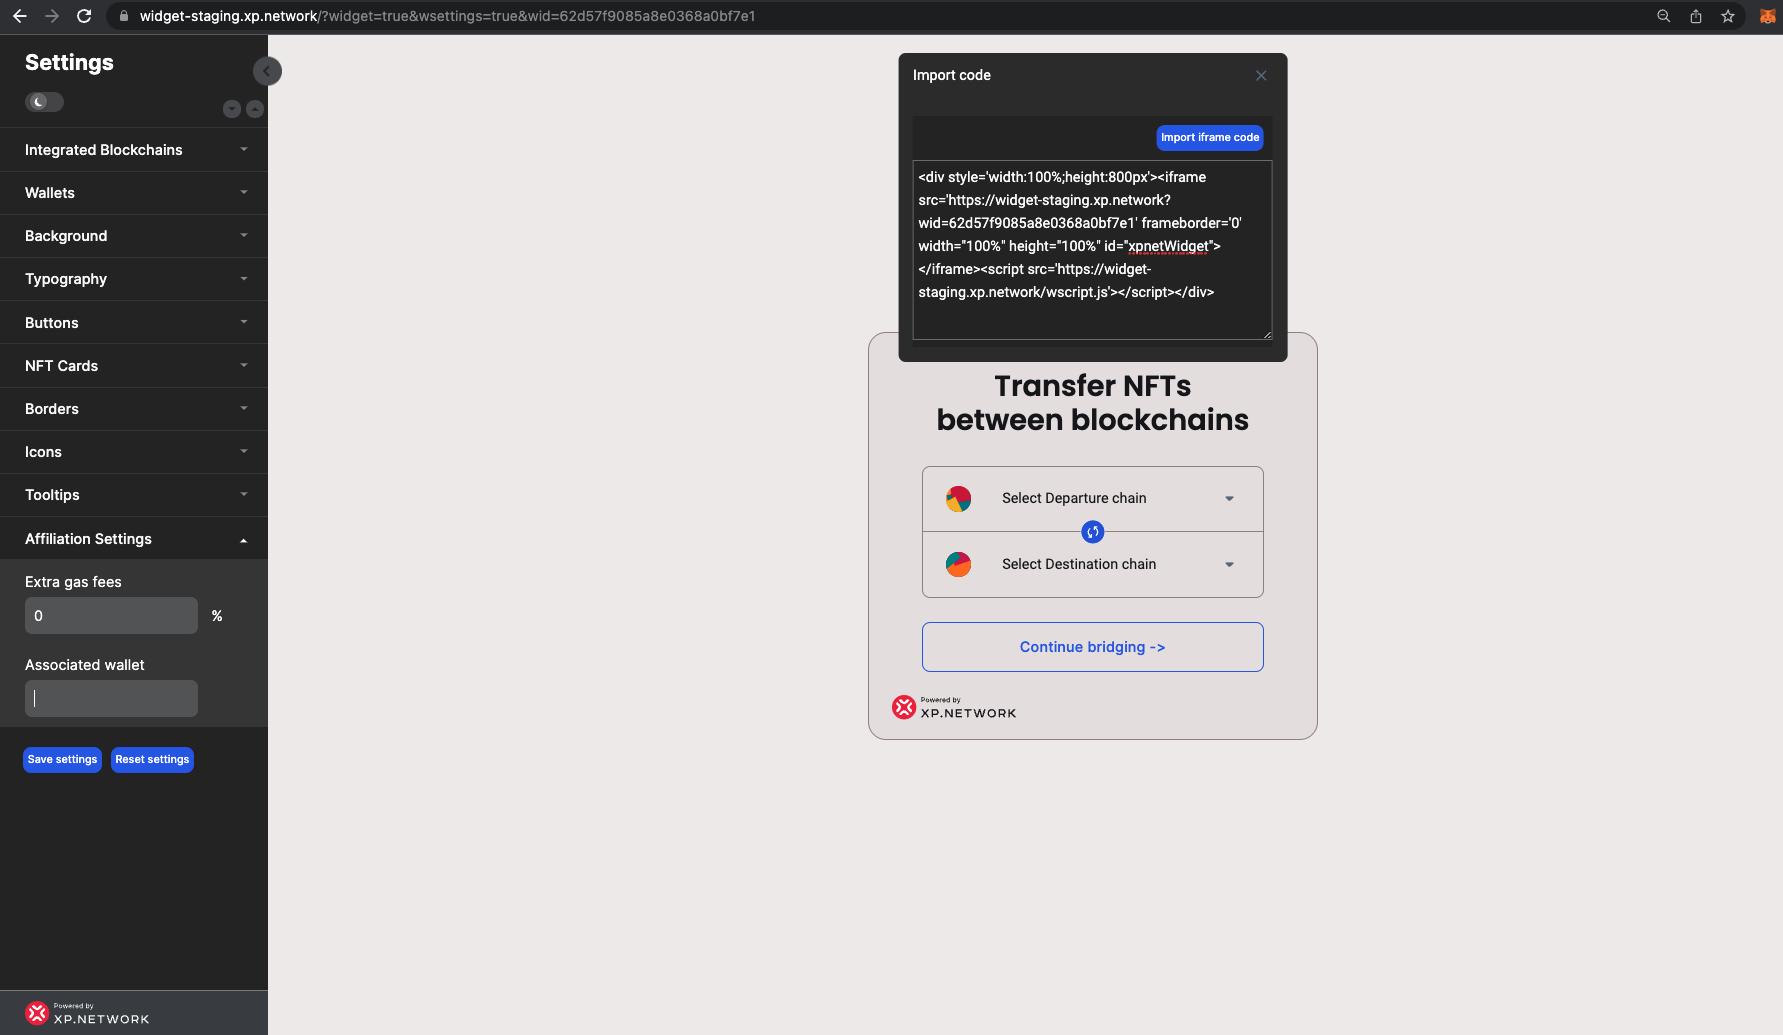 widget-staging.xp.network/?widget=true&wsettings=true&wid=62d57f9085a8e0368a0bf7e1
Settings
Integrated Blockchains
Wallets
Background
Typography
Buttons
NFT Cards
Borders
Icons
Tooltips
Affiliation Settings
Extra gas fees
0 %
Associated wallet
Save settings Reset settings
Powered by
XP.NETWORK
Import code
Import iframe code
<div style='width:100%;height:800px'><iframe
src='https://widget-staging.xp.network?
wid=62d57f9085a8e0368a0bf7e1' frameborder='0'
width="100%" height="100%" id="xpnetWidget">
</iframe><script src='https://widget-
staging.xp.network/wscript.js'></script></div>
Transfer NFTs
between blockchains
Select Departure chain
Select Destination chain
Continue bridging ->
Powered by
XP.NETWORK